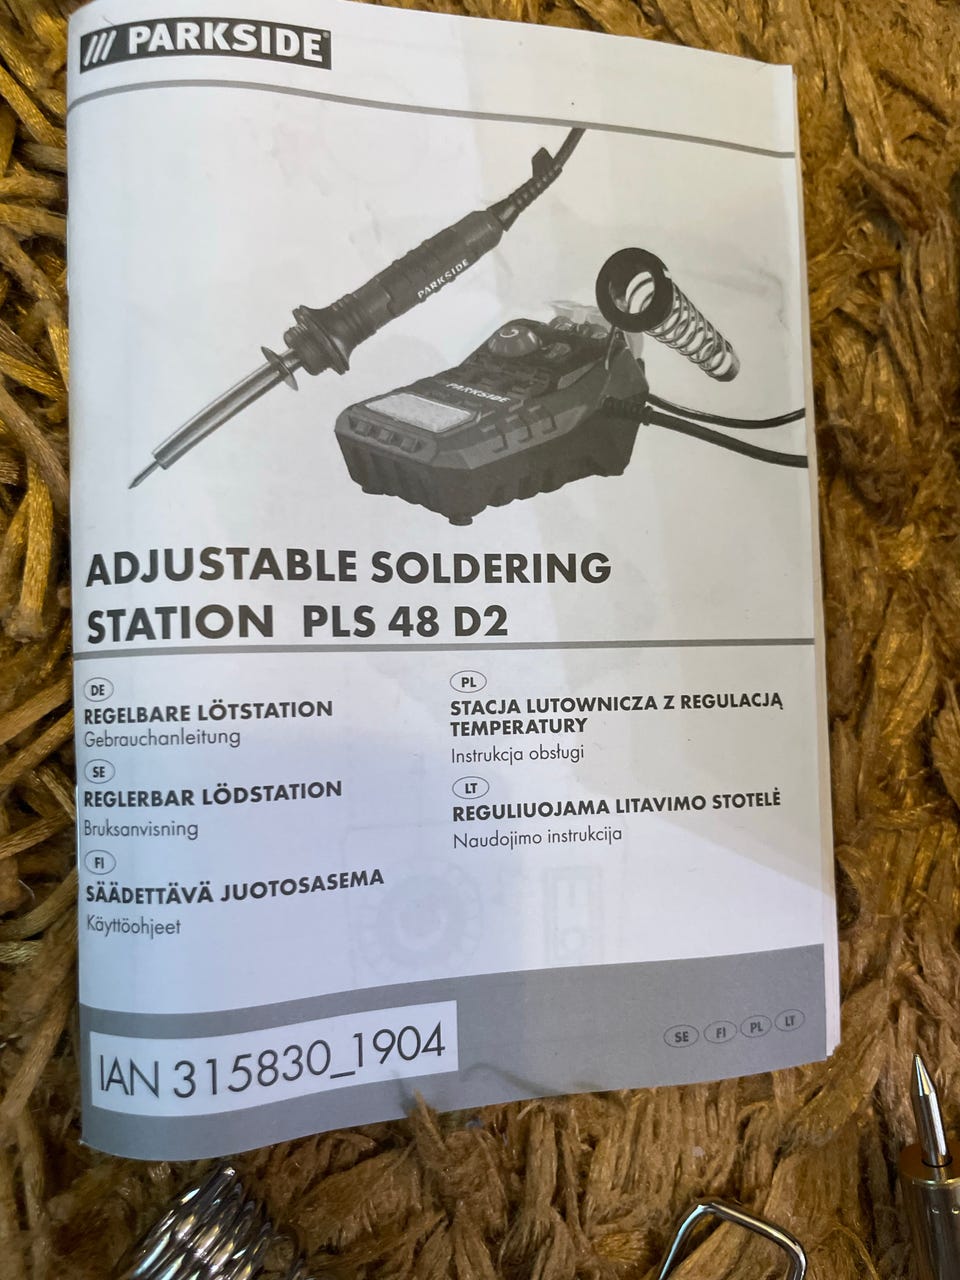 /// PARKSIDE®
PARKSIDE
PARKSIDE
ADJUSTABLE SOLDERING
STATION PLS 48 D2
DE
REGELBARE LÖTSTATION
Gebrauchanleitung
SE
REGLERBAR LÖDSTATION
Bruksanvisning
FI
SÄÄDETTÄVÄ JUOTOSASEMA
Käyttöohjeet
PL
STACJA LUTOWNICZA Z REGULACJĄ
TEMPERATURY
Instrukcja obsługi
LT
REGULIUOJAMA LITAVIMO STOTELĖ
Naudojimo instrukcija
IAN 315830_1904
SE FI PL LT